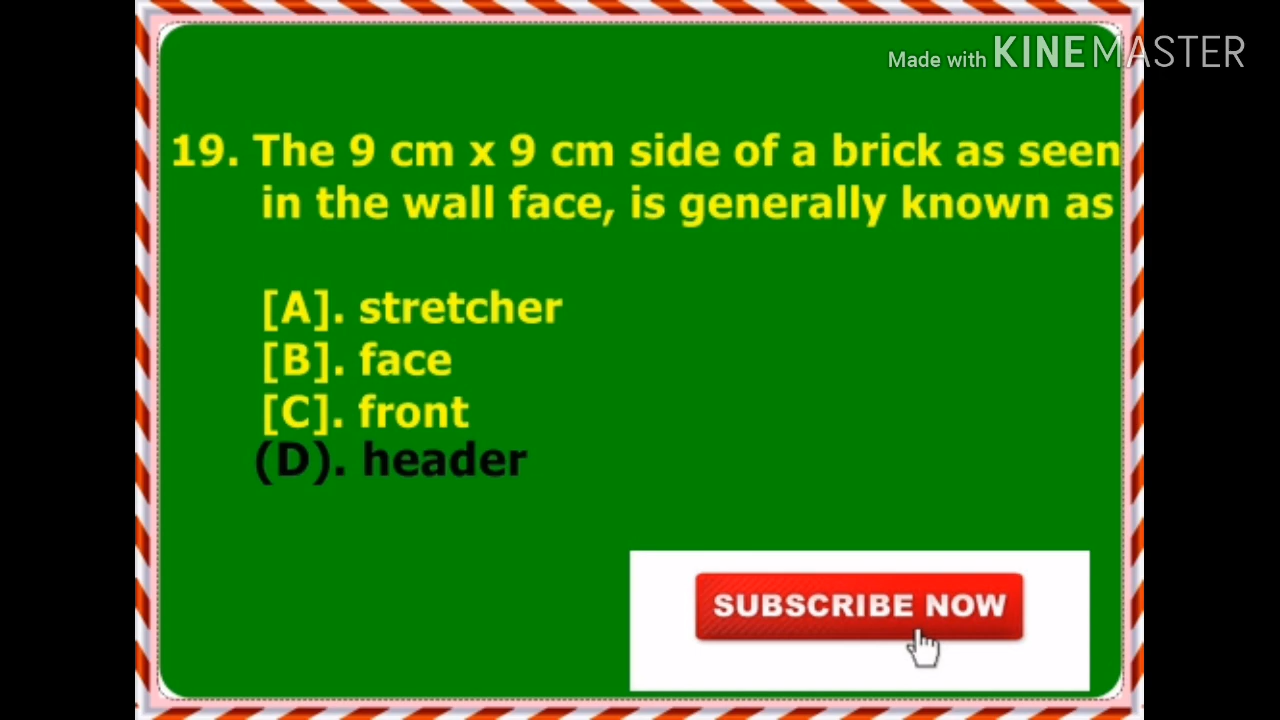 Made with KINEMASTER
19. The 9 cm x 9 cm side of a brick as seen
in the wall face, is generally known as
[A]. stretcher
[B]. face
[C]. front
(D). header
SUBSCRIBE NOW